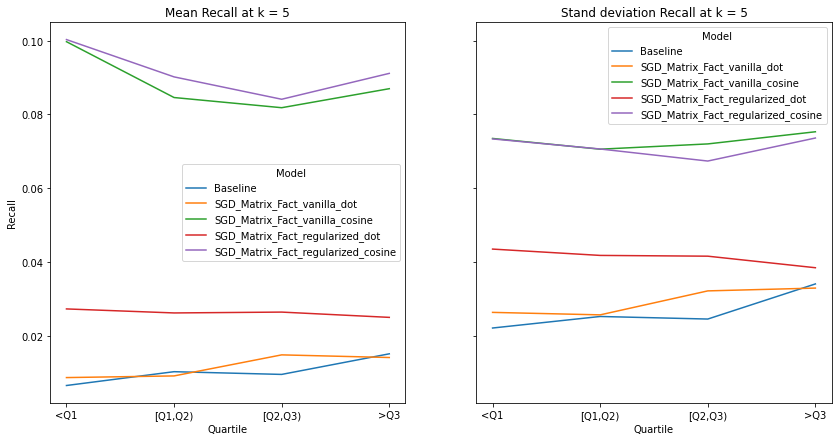 Mean Recall at k = 5
Recall
0.10
0.08
0.06
0.04
0.02
Model
Baseline
SGD_Matrix_Fact_vanilla_dot
SGD_Matrix_Fact_vanilla_cosine
SGD_Matrix_Fact_regularized_dot
SGD_Matrix_Fact_regularized_cosine
<Q1
[Q1,Q2)
[Q2,Q3)
>Q3
Quartile
Stand deviation Recall at k = 5
Model
Baseline
SGD_Matrix_Fact_vanilla_dot
SGD_Matrix_Fact_vanilla_cosine
SGD_Matrix_Fact_regularized_dot
SGD_Matrix_Fact_regularized_cosine
<Q1
[Q1,Q2)
[Q2,Q3)
>Q3
Quartile